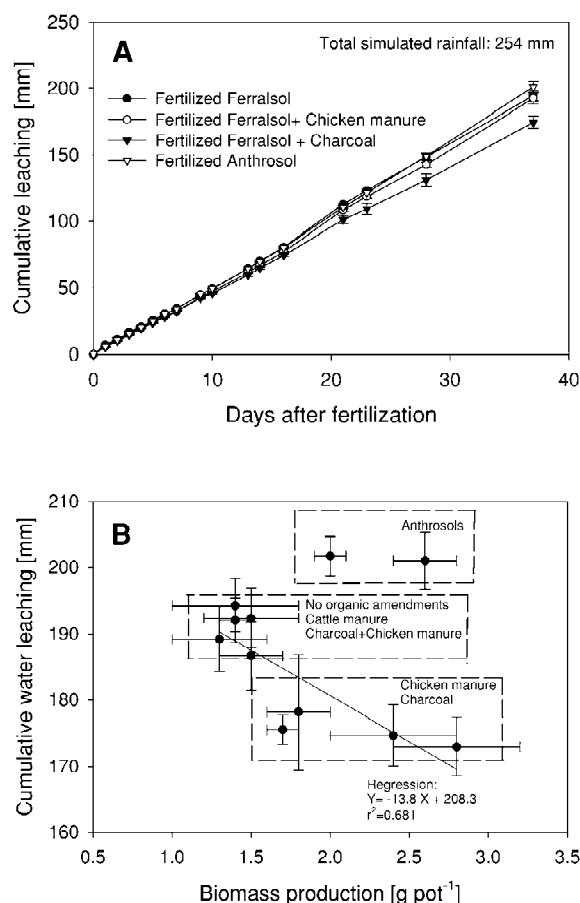 250
A
Total simulated rainfall: 254 mm
200
Fertilized Ferralsol
Fertilized Ferralsol+ Chicken manure
Fertilized Ferralsol + Charcoal
Fertilized Anthrosol
150
100
50
0
Cumulative leaching [mm]
0 10 20 30 40
Days after fertilization
210
B
Anthrosols
200
No organic amendments
Cattle manure
Charcoal+Chicken manure
190
180
Chicken manure
Charcoal
170
Hegression:
Y= -13.8 X + 208.3
r²=0.681
160
Cumulative water leaching [mm]
0.5 1.0 1.5 2.0 2.5 3.0 3.5
Biomass production [g pot⁻¹]